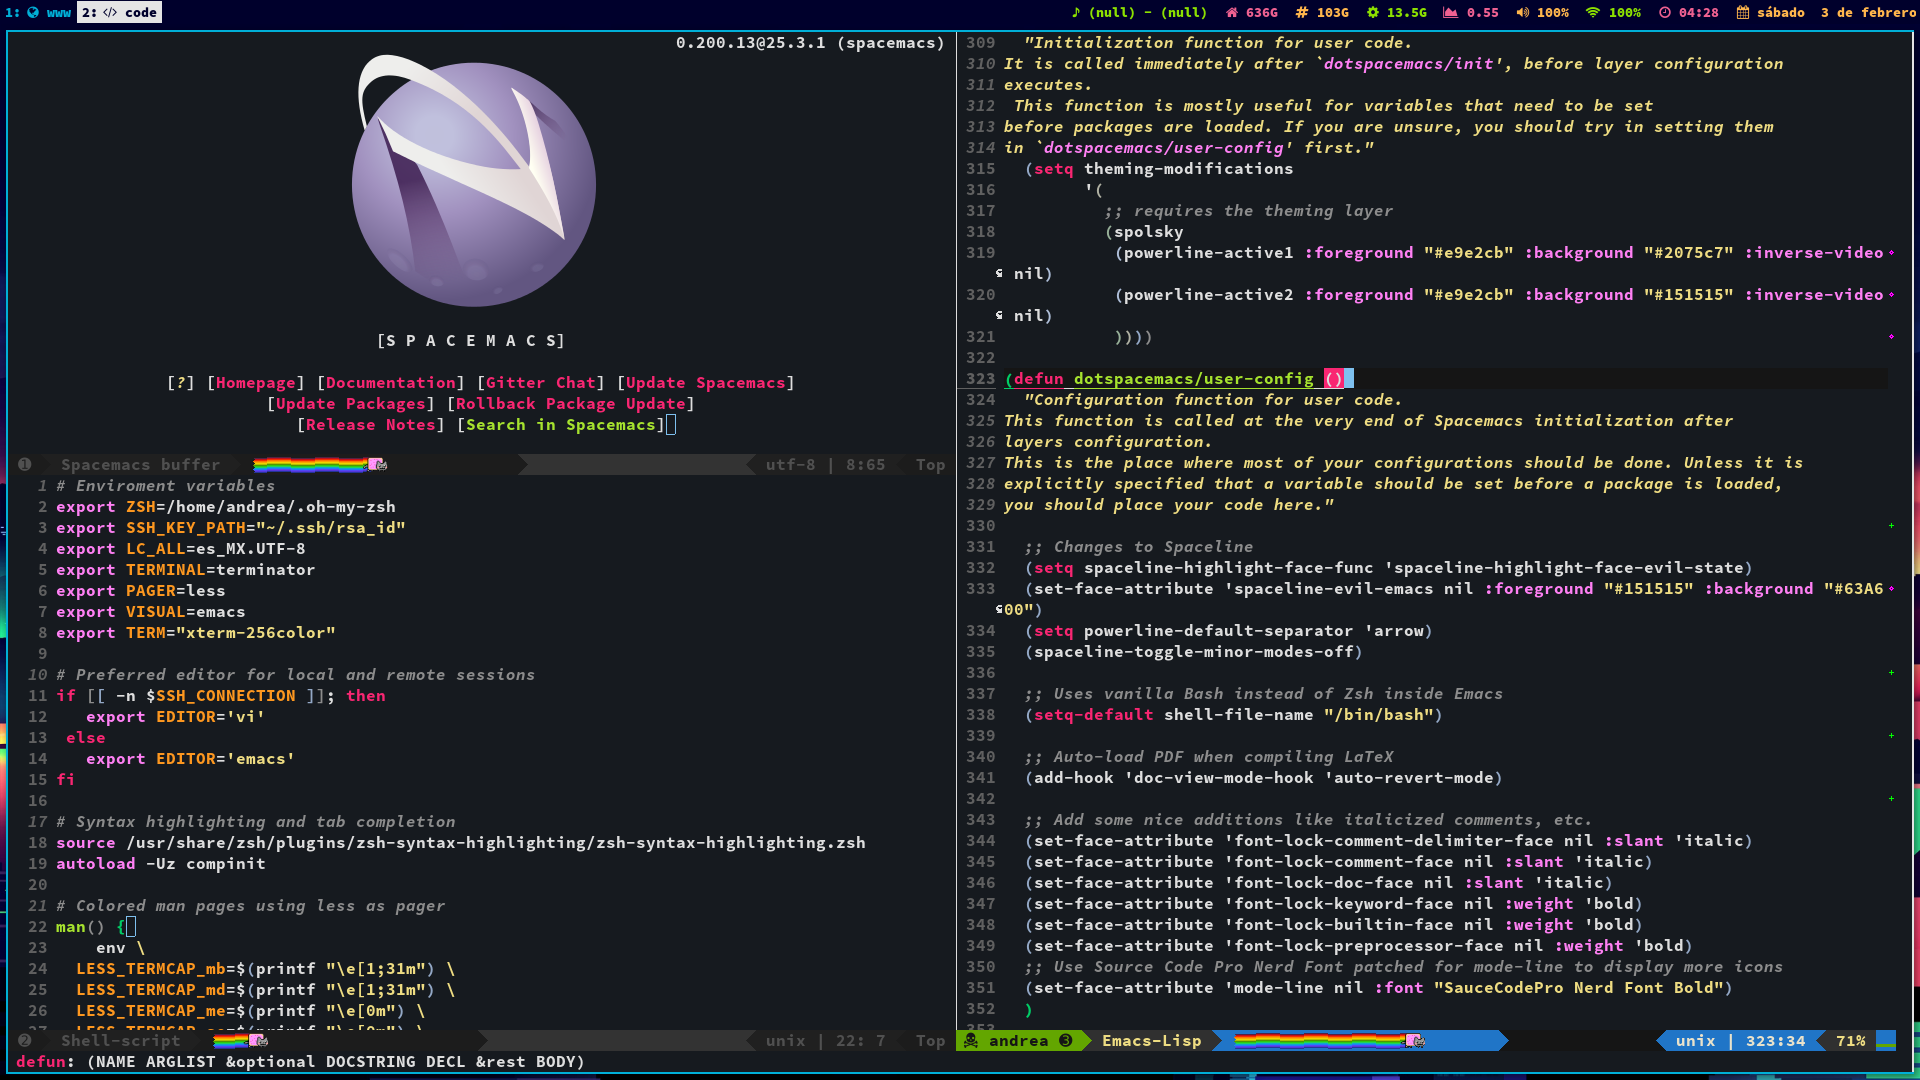 1: www 2: </> code
(null) - (null) 636G 103G 13.5G 0.55 100% 100% 04:28 sábado 3 de febrero
0.200.13@25.3.1 (spacemacs)
[S P A C E M A C S]
[?] [Homepage] [Documentation] [Gitter Chat] [Update Spacemacs]
[Update Packages] [Rollback Package Update]
[Release Notes] [Search in Spacemacs]
1 Spacemacs buffer utf-8 | 8:65 Top
1 # Enviroment variables
2 export ZSH=/home/andrea/.oh-my-zsh
3 export SSH_KEY_PATH="~/.ssh/rsa_id"
4 export LC_ALL=es_MX.UTF-8
5 export TERMINAL=terminator
6 export PAGER=less
7 export VISUAL=emacs
8 export TERM="xterm-256color"
9
10 # Preferred editor for local and remote sessions
11 if [[ -n $SSH_CONNECTION ]]; then
12 export EDITOR='vi'
13 else
14 export EDITOR='emacs'
15 fi
16
17 # Syntax highlighting and tab completion
18 source /usr/share/zsh/plugins/zsh-syntax-highlighting/zsh-syntax-highlighting.zsh
19 autoload -Uz compinit
20
21 # Colored man pages using less as pager
22 man() {
23 env \
24 LESS_TERMCAP_mb=$(printf "\e[1;31m") \
25 LESS_TERMCAP_md=$(printf "\e[1;31m") \
26 LESS_TERMCAP_me=$(printf "\e[0m") \
2 Shell-script unix | 22: 7 Top
309 "Initialization function for user code.
310 It is called immediately after `dotspacemacs/init', before layer configuration
311 executes.
312 This function is mostly useful for variables that need to be set
313 before packages are loaded. If you are unsure, you should try in setting them
314 in `dotspacemacs/user-config' first."
315 (setq theming-modifications
316 '(
317 ;; requires the theming layer
318 (spolsky
319 (powerline-active1 :foreground "#e9e2cb" :background "#2075c7" :inverse-video
nil)
320 (powerline-active2 :foreground "#e9e2cb" :background "#151515" :inverse-video
nil)
321 ))))
322
323 (defun dotspacemacs/user-config ()
324 "Configuration function for user code.
325 This function is called at the very end of Spacemacs initialization after
326 layers configuration.
327 This is the place where most of your configurations should be done. Unless it is
328 explicitly specified that a variable should be set before a package is loaded,
329 you should place your code here."
330
331 ;; Changes to Spaceline
332 (setq spaceline-highlight-face-func 'spaceline-highlight-face-evil-state)
333 (set-face-attribute 'spaceline-evil-emacs nil :foreground "#151515" :background "#63A6
00")
334 (setq powerline-default-separator 'arrow)
335 (spaceline-toggle-minor-modes-off)
336
337 ;; Uses vanilla Bash instead of Zsh inside Emacs
338 (setq-default shell-file-name "/bin/bash")
339
340 ;; Auto-load PDF when compiling LaTeX
341 (add-hook 'doc-view-mode-hook 'auto-revert-mode)
342
343 ;; Add some nice additions like italicized comments, etc.
344 (set-face-attribute 'font-lock-comment-delimiter-face nil :slant 'italic)
345 (set-face-attribute 'font-lock-comment-face nil :slant 'italic)
346 (set-face-attribute 'font-lock-doc-face nil :slant 'italic)
347 (set-face-attribute 'font-lock-keyword-face nil :weight 'bold)
348 (set-face-attribute 'font-lock-builtin-face nil :weight 'bold)
349 (set-face-attribute 'font-lock-preprocessor-face nil :weight 'bold)
350 ;; Use Source Code Pro Nerd Font patched for mode-line to display more icons
351 (set-face-attribute 'mode-line nil :font "SauceCodePro Nerd Font Bold")
352 )
andrea 3 Emacs-Lisp unix | 323:34 71%
defun: (NAME ARGLIST &optional DOCSTRING DECL &rest BODY)